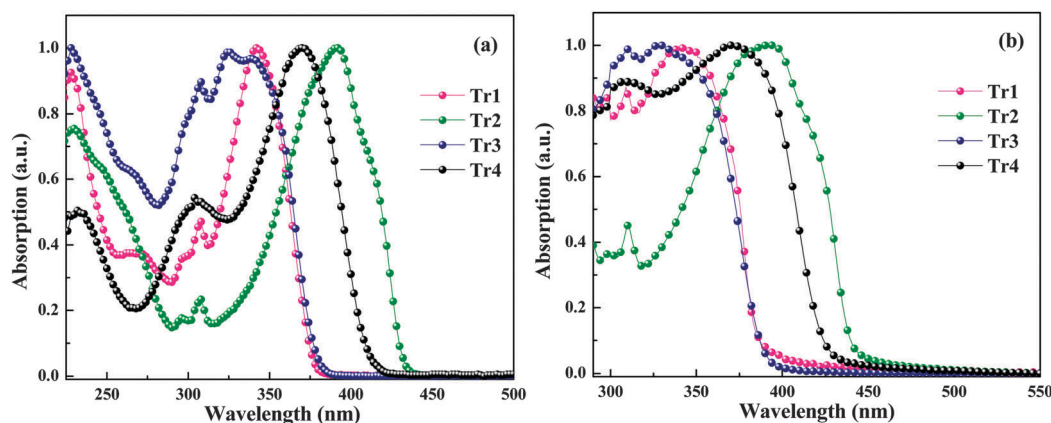 (a)
Absorption (a.u.)
1.0
0.8
0.6
0.4
0.2
0.0
Tr1
Tr2
Tr3
Tr4
250 300 350 400 450 500
Wavelength (nm)
(b)
Absorption (a.u.)
1.0
0.8
0.6
0.4
0.2
0.0
Tr1
Tr2
Tr3
Tr4
300 350 400 450 500 550
Wavelength (nm)